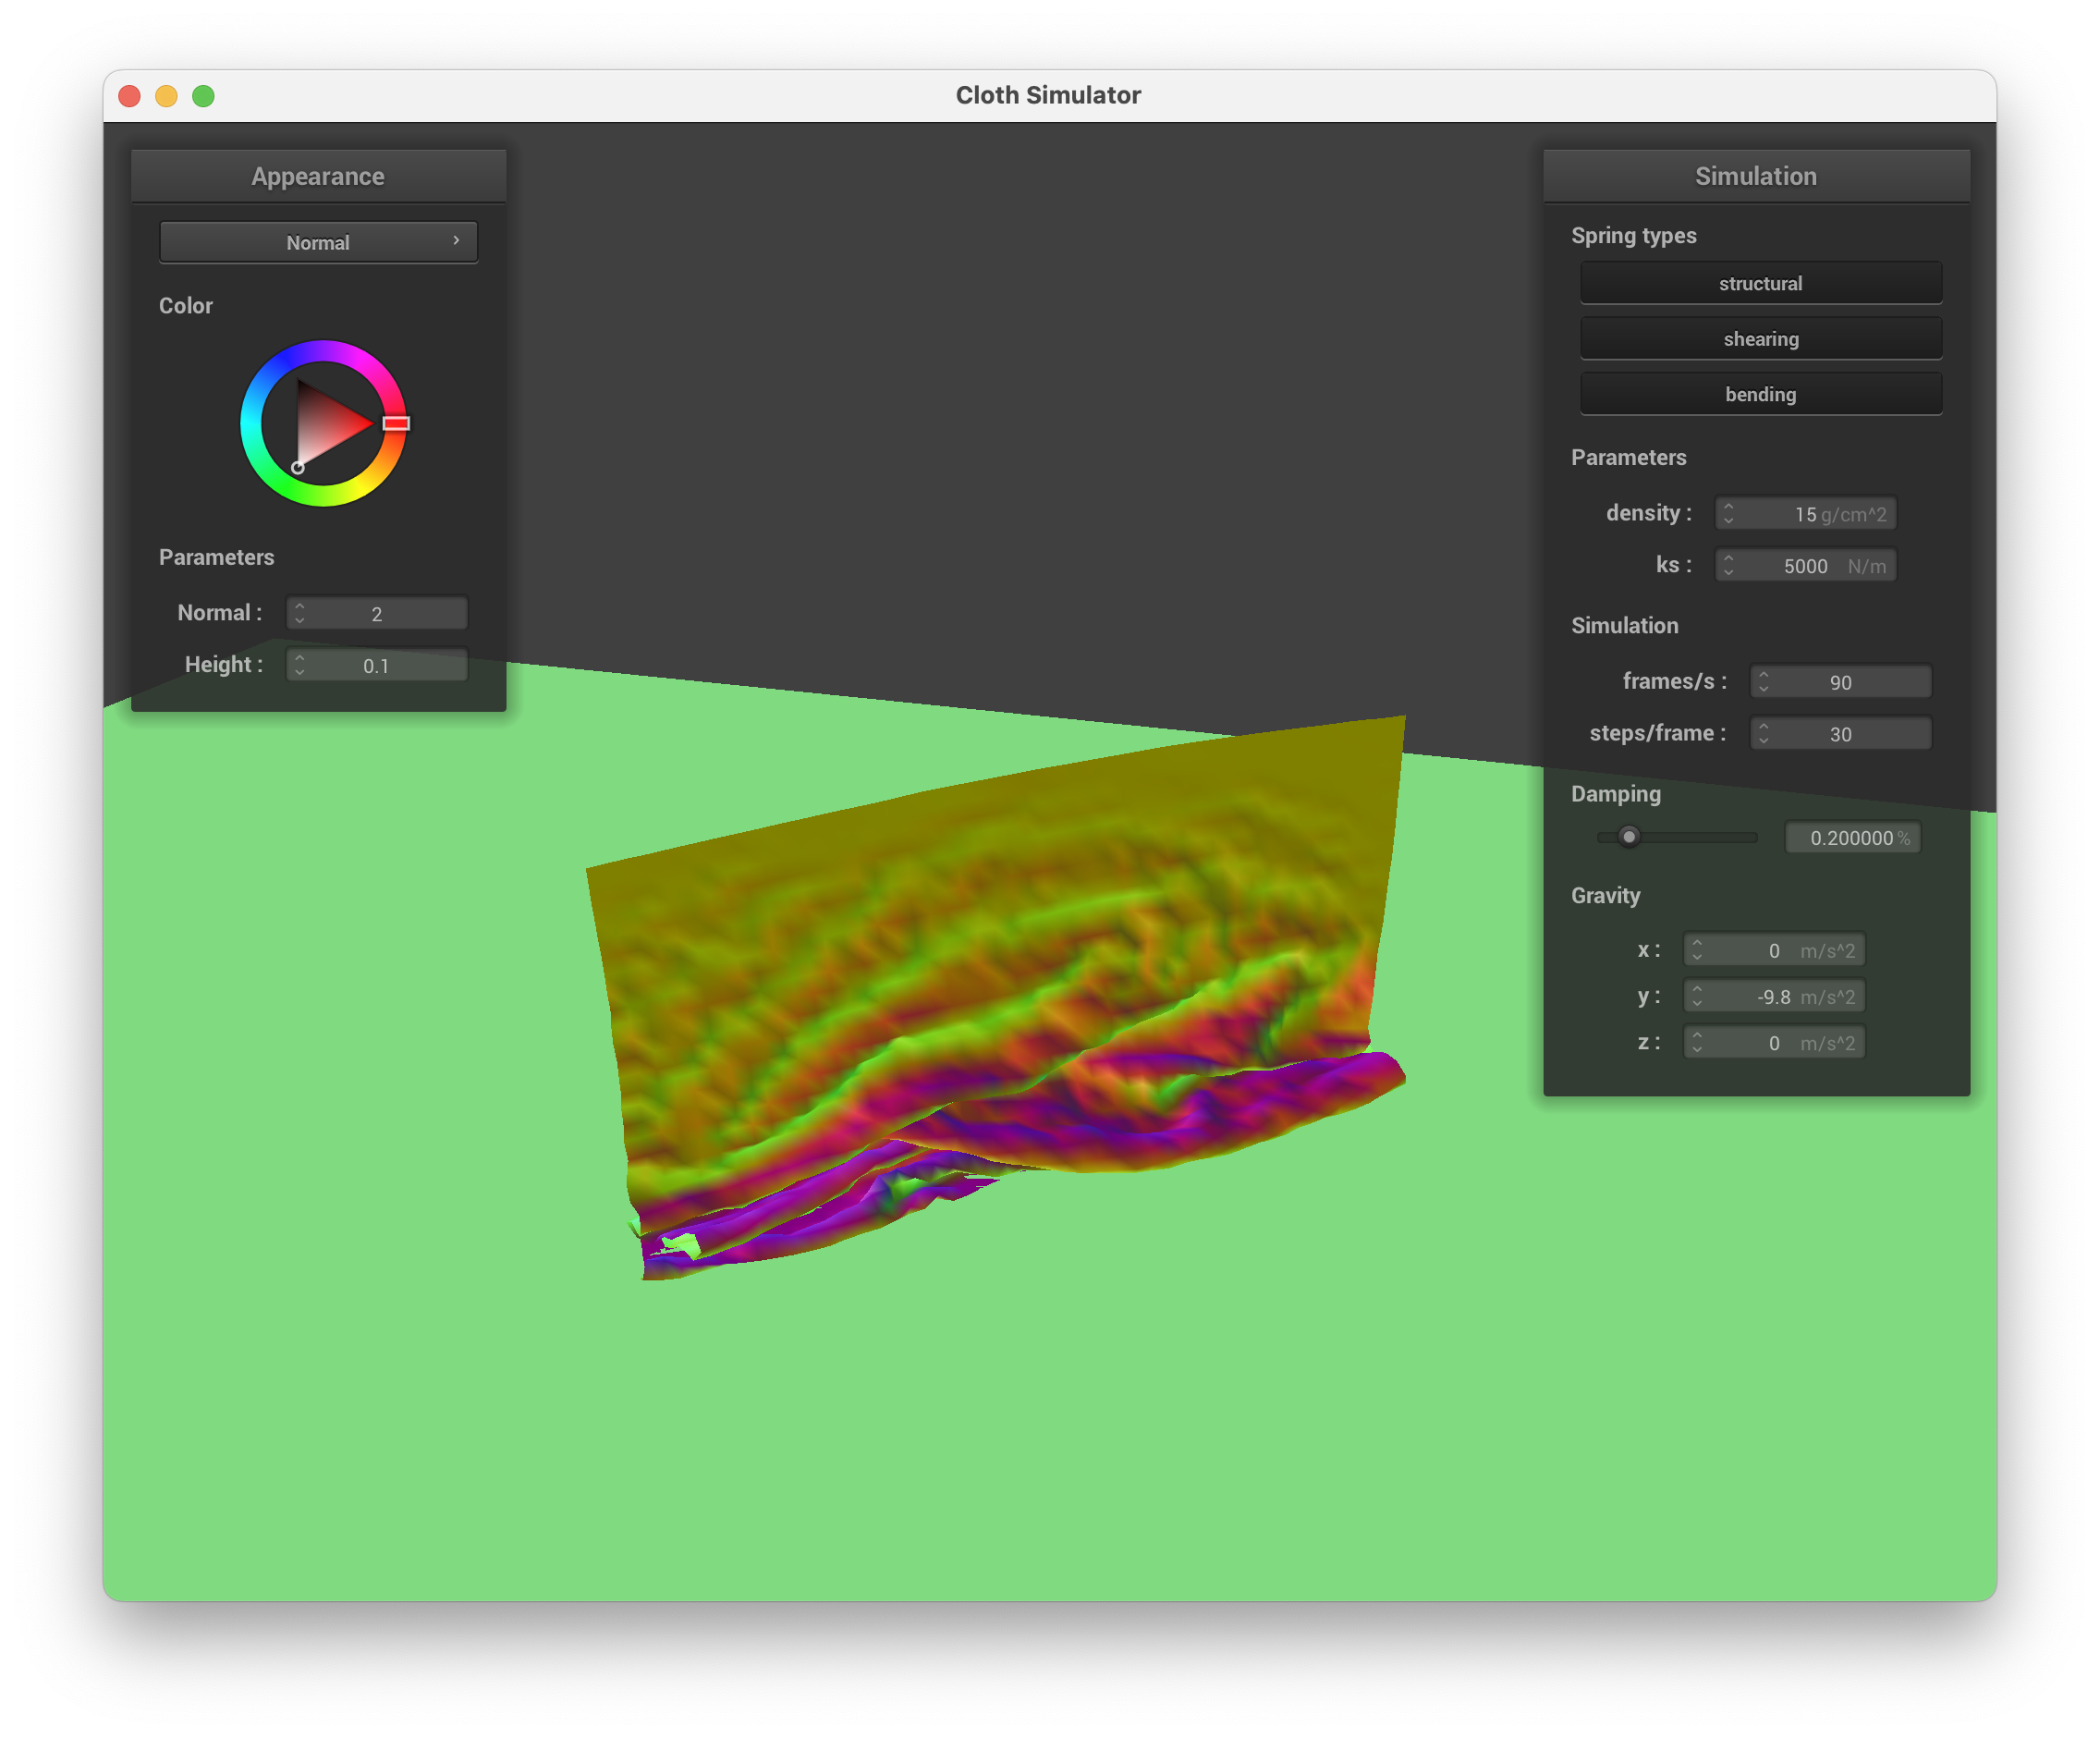 Cloth Simulator
Appearance
Normal
Color
Parameters
Normal : 2
Height : 0.1
Simulation
Spring types
structural
shearing
bending
Parameters
density : 15 g/cm^2
ks : 5000 N/m
Simulation
frames/s : 90
steps/frame : 30
Damping
0.200000 %
Gravity
x : 0 m/s^2
y : -9.8 m/s^2
z : 0 m/s^2